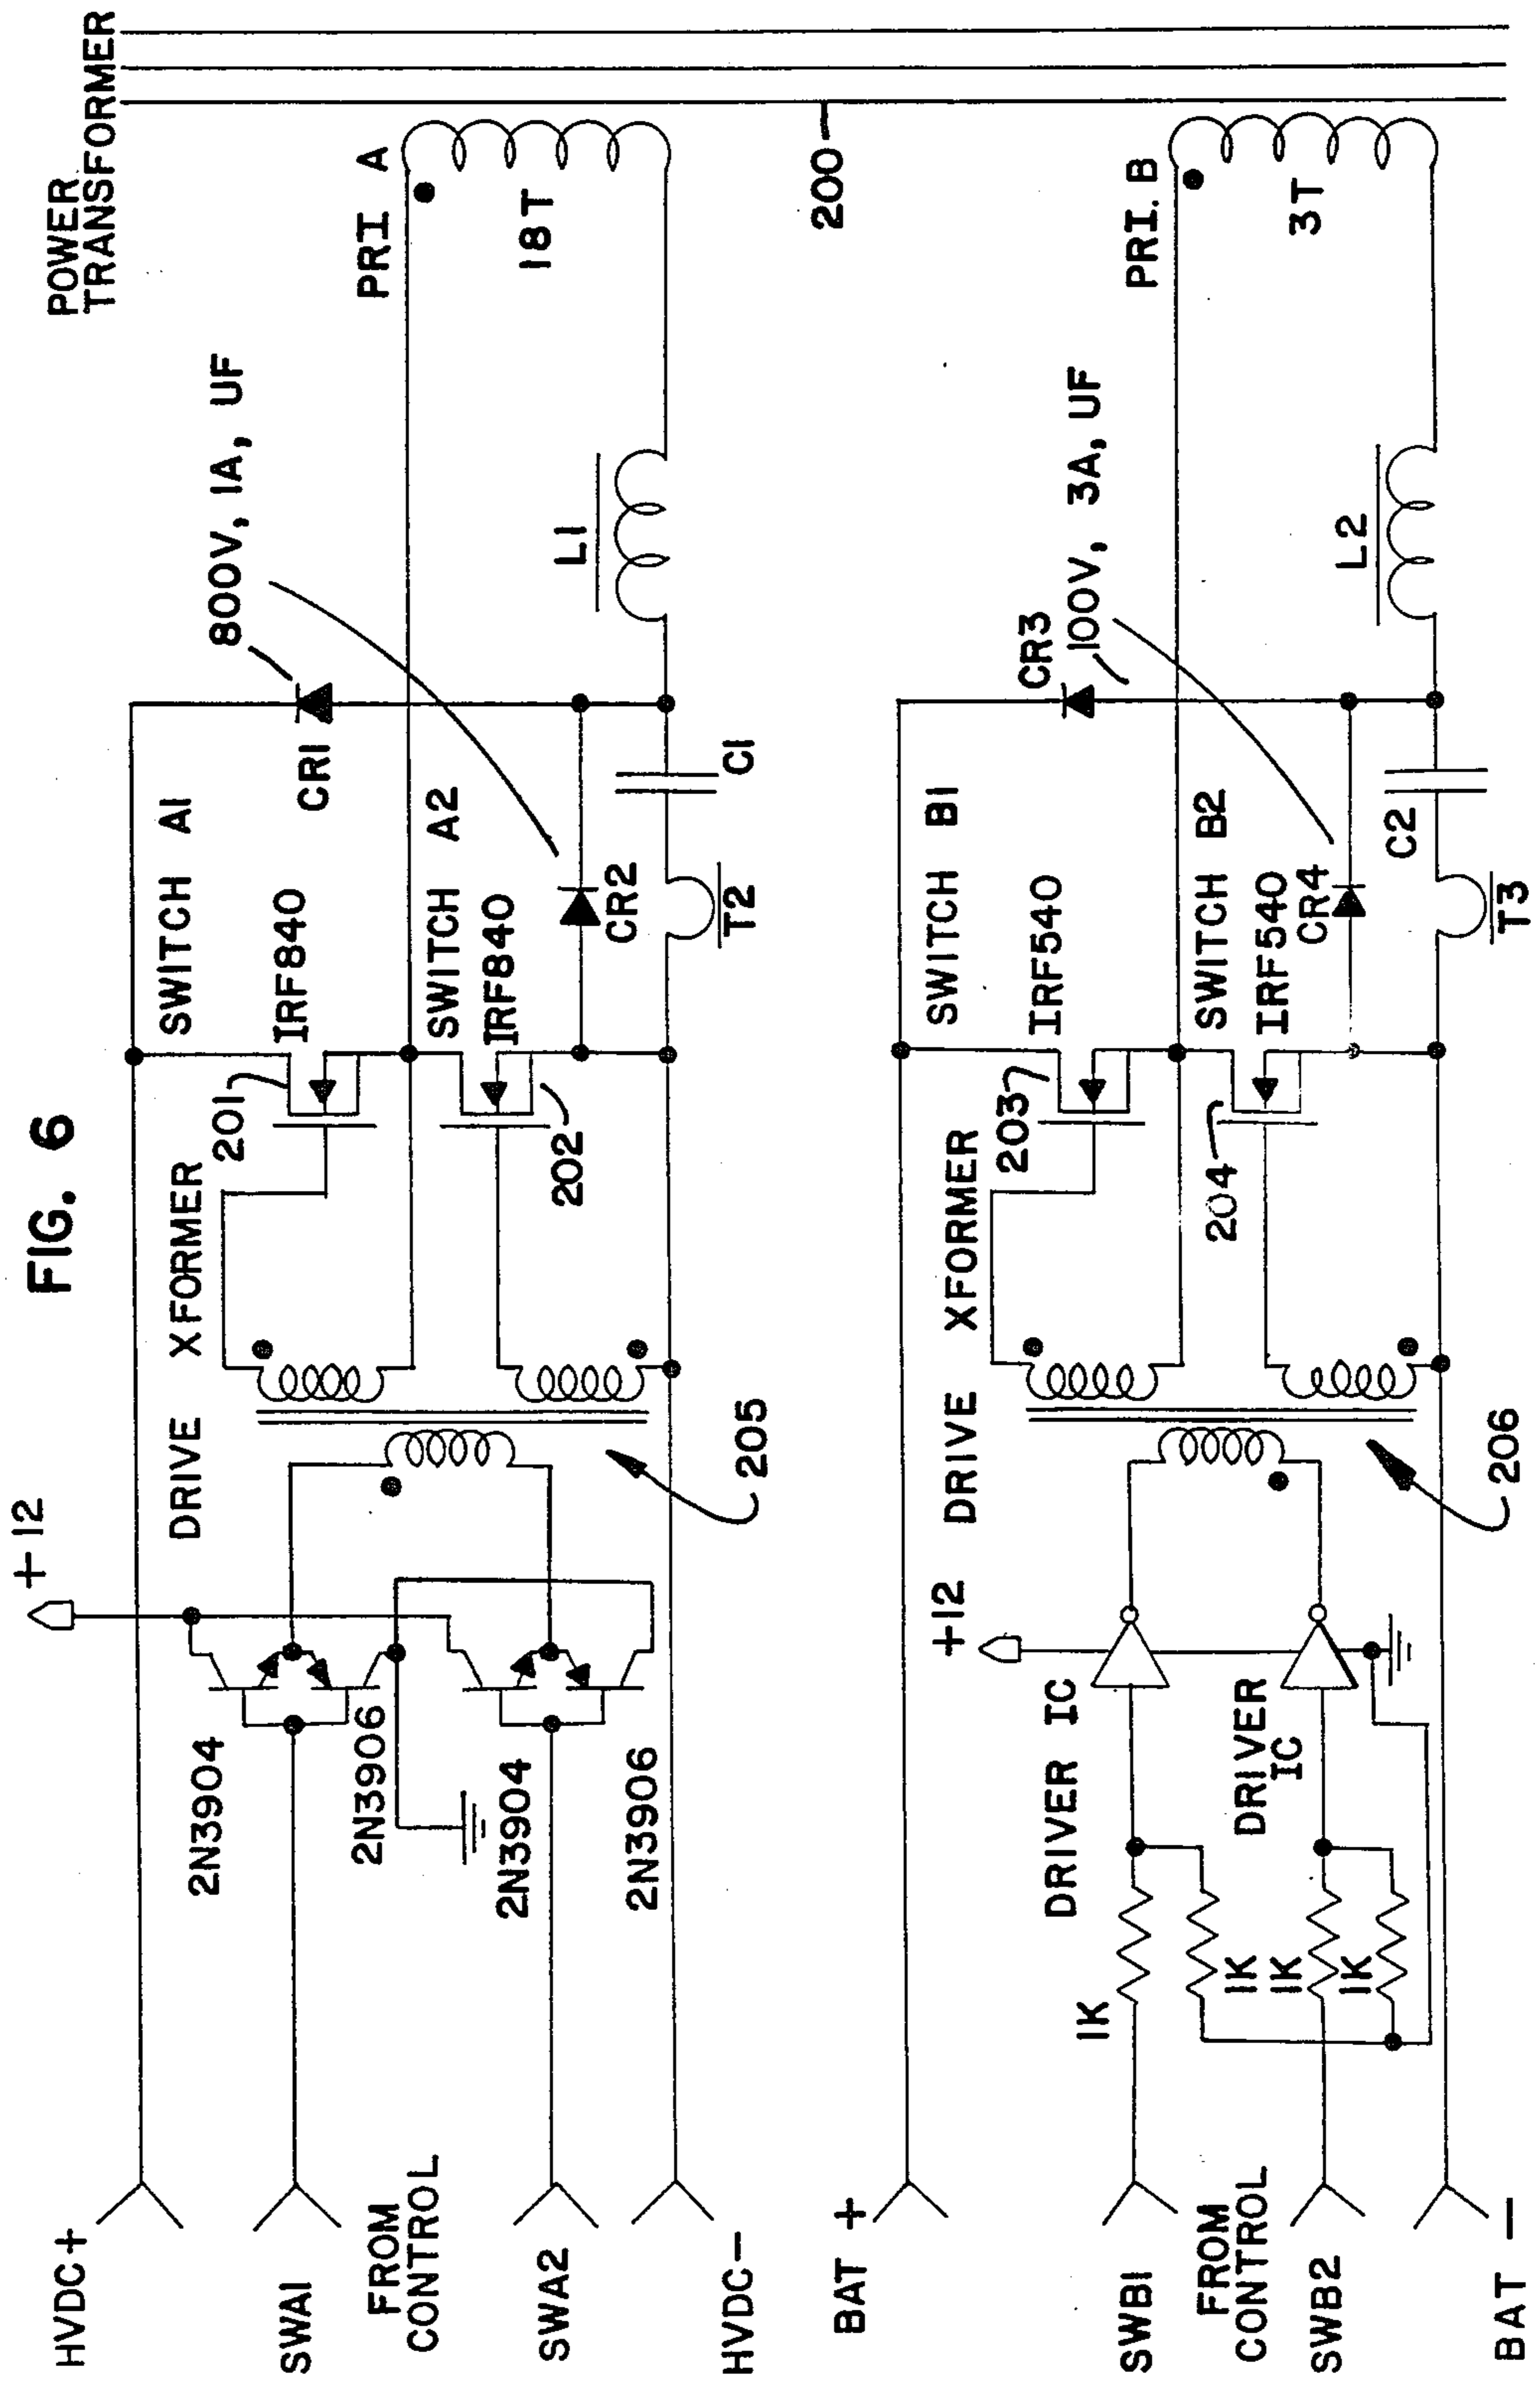 FIG. 6
POWER
TRANSFORMER
HVDC+
SWA1
FROM
CONTROL
SWA2
HVDC−
+12
2N3904
2N3906
2N3904
2N3906
DRIVE XFORMER
205
201
SWITCH A1
IRF840
202
SWITCH A2
IRF840
CR1
800V, 1A, UF
CR2
T2
C1
L1
PRI A
18T
200
BAT +
SWB1
FROM
CONTROL
SWB2
BAT −
+12
1K
1K
1K
1K
DRIVER IC
DRIVER
IC
DRIVE XFORMER
206
203
SWITCH B1
IRF540
204
SWITCH B2
IRF540
CR3
100V, 3A, UF
CR4
T3
C2
L2
PRI. B
3T